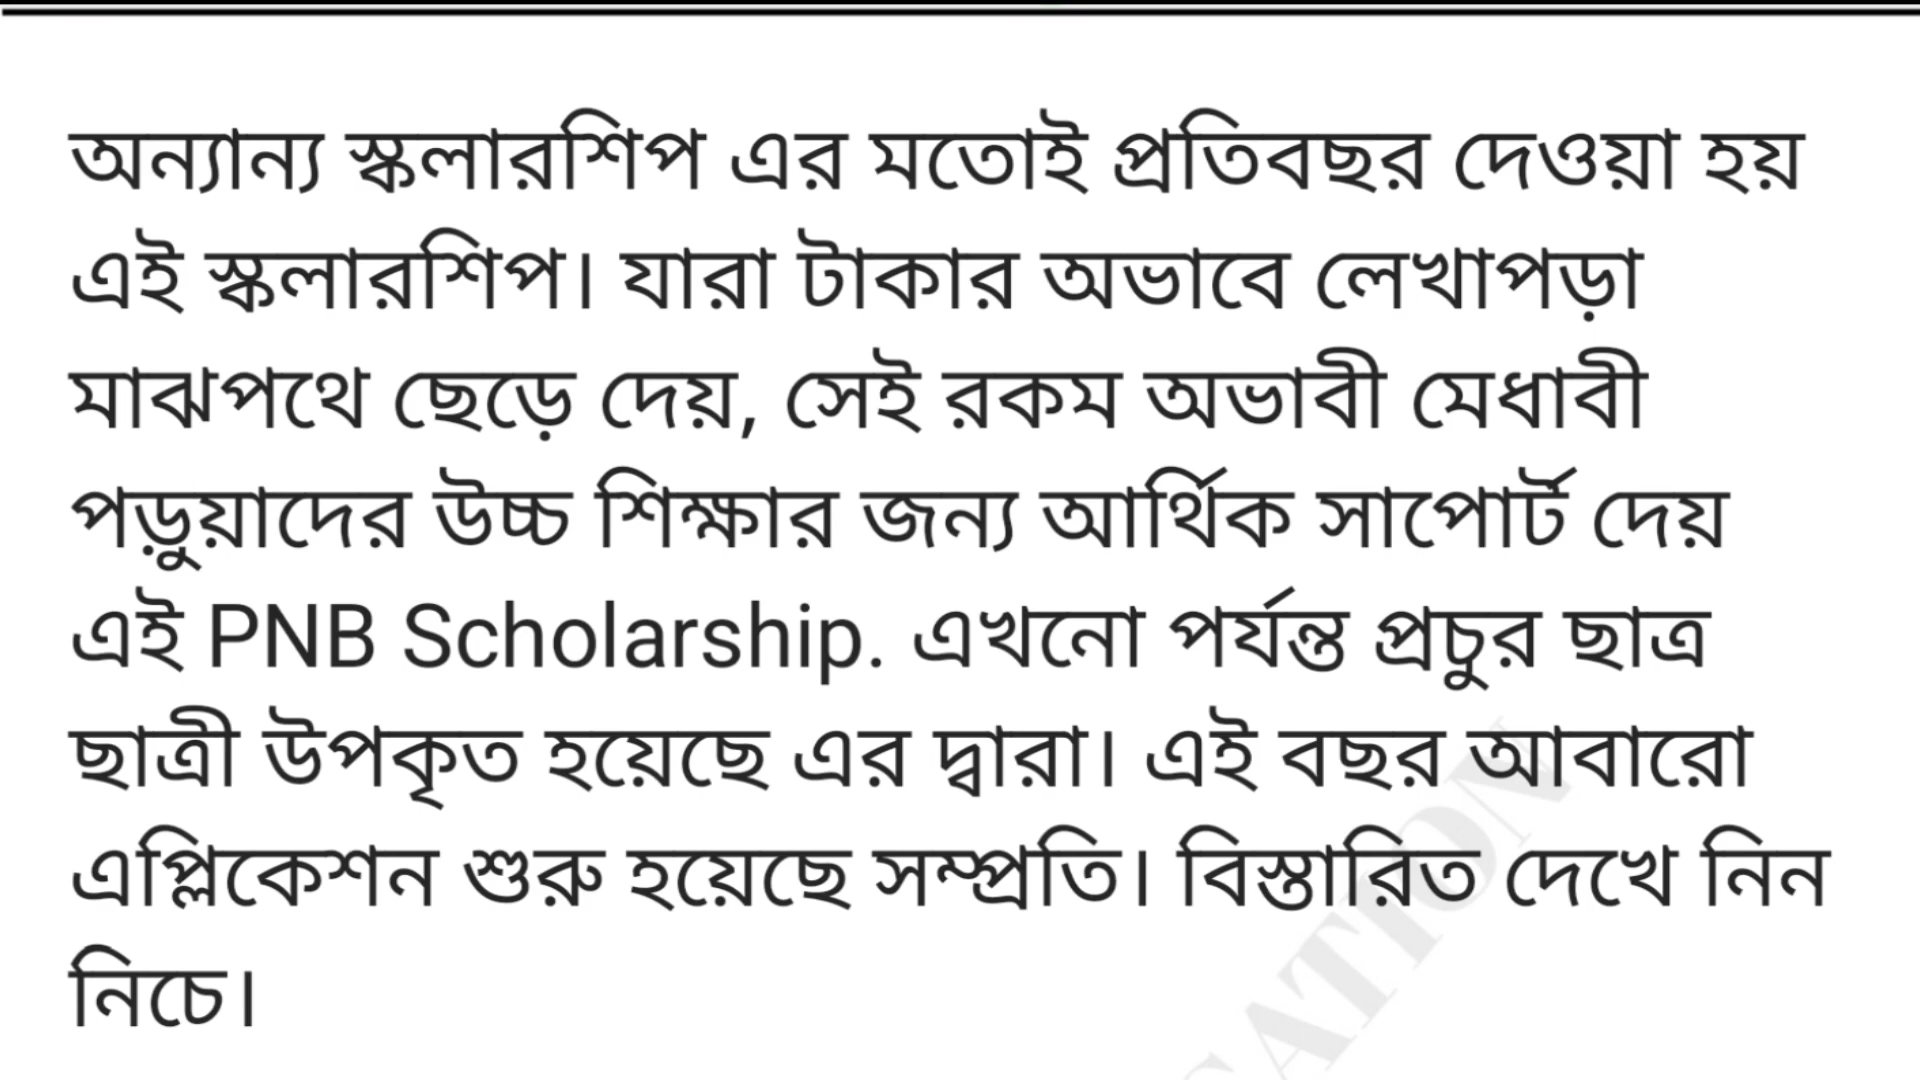 অন্যান্য স্কলারশিপ এর মতোই প্রতিবছর দেওয়া হয়
এই স্কলারশিপ। যারা টাকার অভাবে লেখাপড়া
মাঝপথে ছেড়ে দেয়, সেই রকম অভাবী মেধাবী
পড়ুয়াদের উচ্চ শিক্ষার জন্য আর্থিক সাপোর্ট দেয়
এই PNB Scholarship. এখনো পর্যন্ত প্রচুর ছাত্র
ছাত্রী উপকৃত হয়েছে এর দ্বারা। এই বছর আবারো
এপ্লিকেশন শুরু হয়েছে সম্প্রতি। বিস্তারিত দেখে নিন
নিচে।
CATION